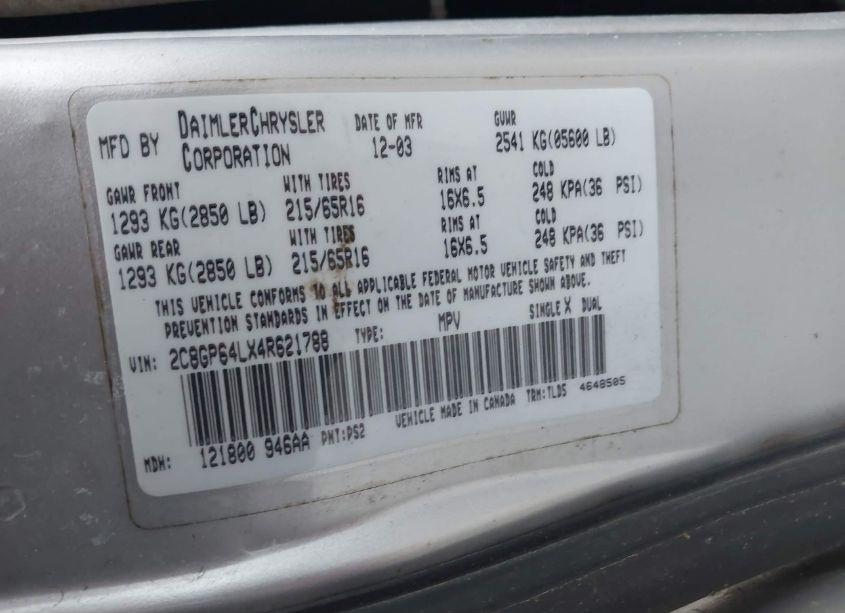 MFD BY DAIMLERCHRYSLER CORPORATION
DATE OF MFR 12-03
GVWR 2541 KG(05600 LB)
GAWR FRONT WITH TIRES RIMS AT COLD
1293 KG(2850 LB) 215/65R16 16X6.5 248 KPA(36 PSI)
GAWR REAR WITH TIRES RIMS AT COLD
1293 KG(2850 LB) 215/65R16 16X6.5 248 KPA(36 PSI)
THIS VEHICLE CONFORMS TO ALL APPLICABLE FEDERAL MOTOR VEHICLE SAFETY AND THEFT
PREVENTION STANDARDS IN EFFECT ON THE DATE OF MANUFACTURE SHOWN ABOVE.
VIN: 2C8GP64LX4R621788 TYPE: MPV SINGLE X DUAL
VEHICLE MADE IN CANADA TRM:TLD5 4648505
MDH: 121800 946AA PNT:PS2